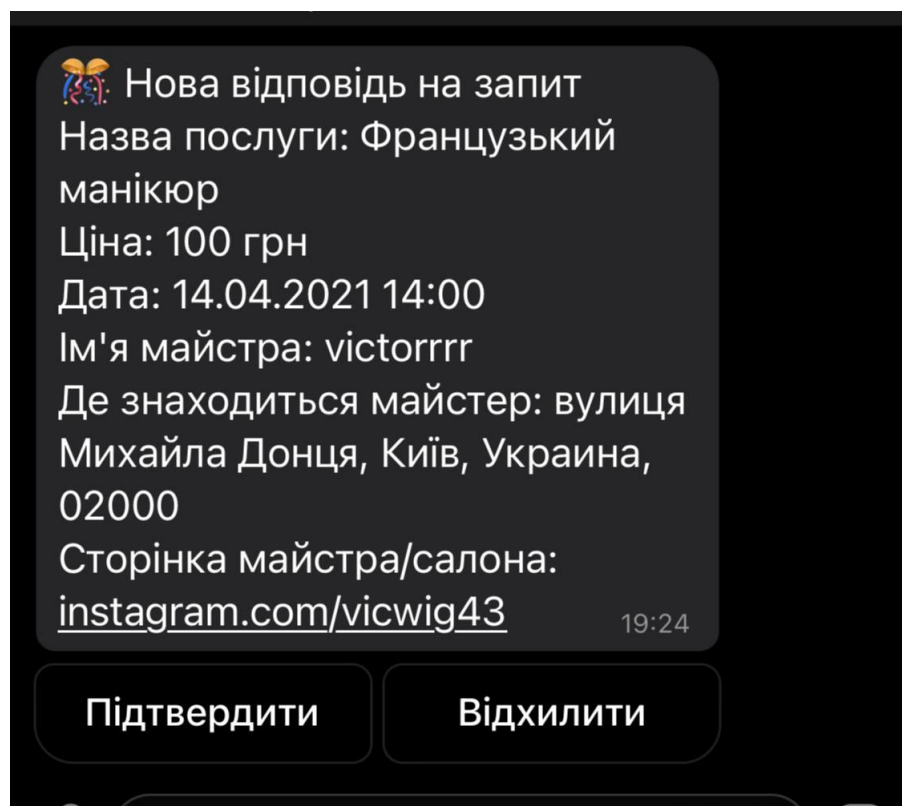 🎊 Нова відповідь на запит
Назва послуги: Французький
манікюр
Ціна: 100 грн
Дата: 14.04.2021 14:00
Ім'я майстра: victorrrr
Де знаходиться майстер: вулиця
Михайла Донця, Київ, Украина,
02000
Сторінка майстра/салона:
instagram.com/vicwig43
19:24
Підтвердити
Відхилити